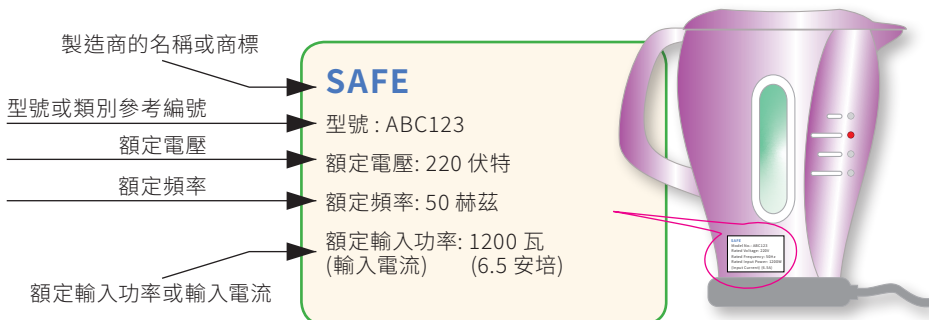 製造商的名稱或商標
型號或類別參考編號
額定電壓
額定頻率
額定輸入功率或輸入電流
SAFE
型號 : ABC123
額定電壓: 220 伏特
額定頻率: 50 赫茲
額定輸入功率: 1200 瓦
(輸入電流) (6.5 安培)
SAFE
Model No.: ABC123
Rated Voltage: 220V
Rated Frequency: 50Hz
Rated Input Power: 1200W
(Input Current) (6.5A)